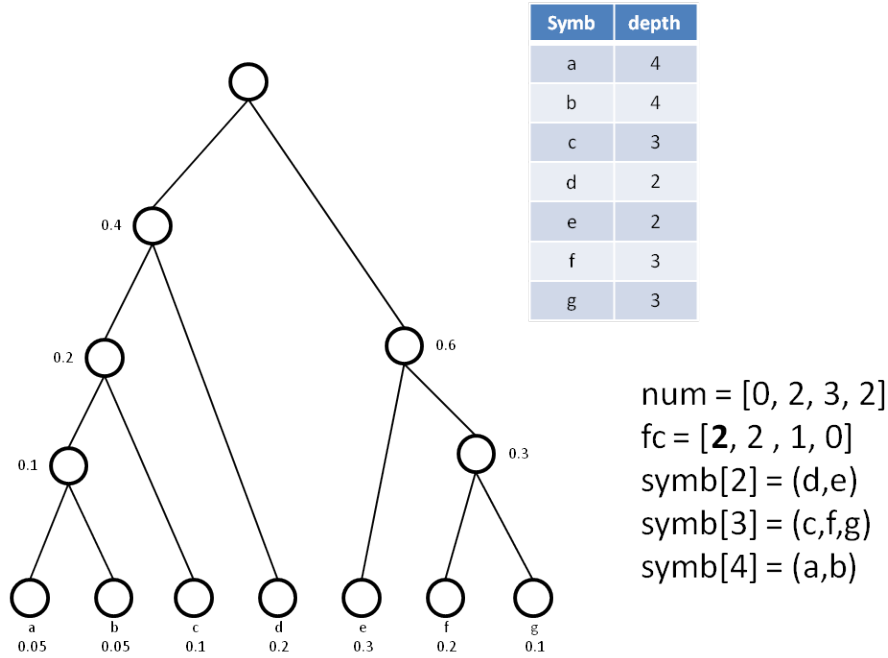 Symb depth
a 4
b 4
c 3
d 2
e 2
f 3
g 3
0.4
0.2
0.6
0.1
0.3
a b c d e f g
0.05 0.05 0.1 0.2 0.3 0.2 0.1
num = [0, 2, 3, 2]
fc = [2, 2 , 1, 0]
symb[2] = (d,e)
symb[3] = (c,f,g)
symb[4] = (a,b)